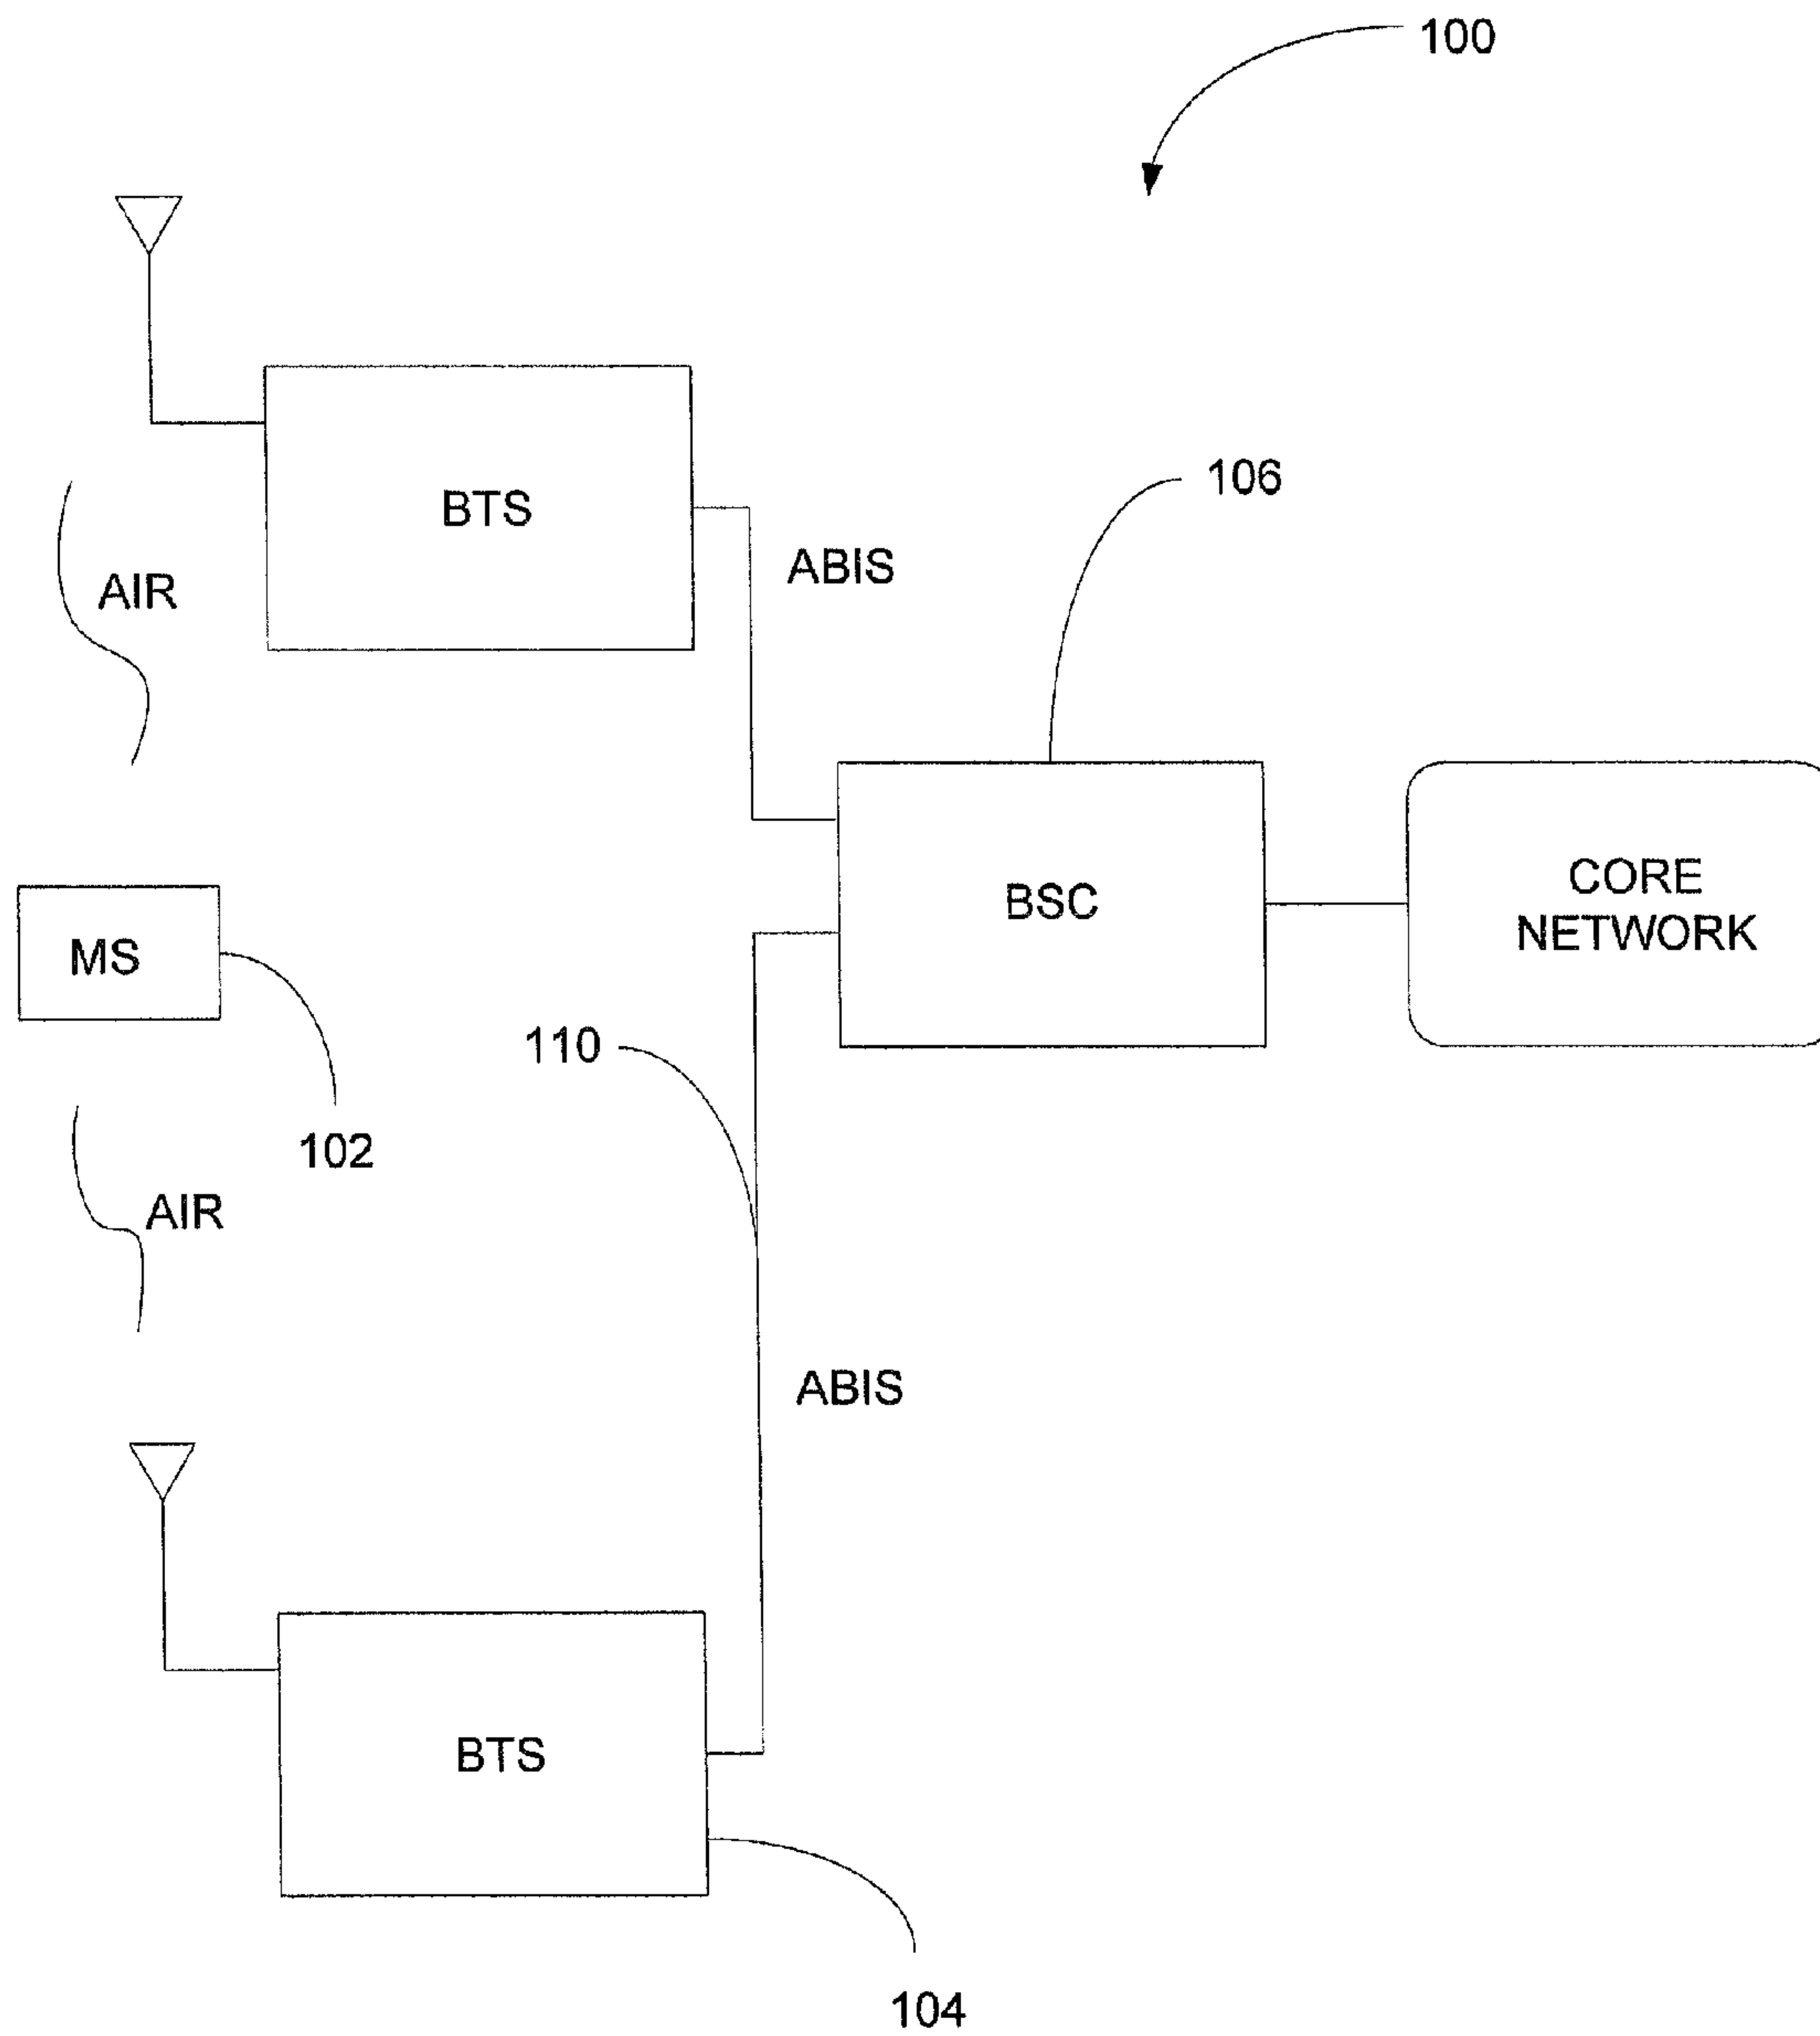 100
BTS
106
ABIS
AIR
CORE
NETWORK
BSC
MS
110
102
AIR
ABIS
BTS
104